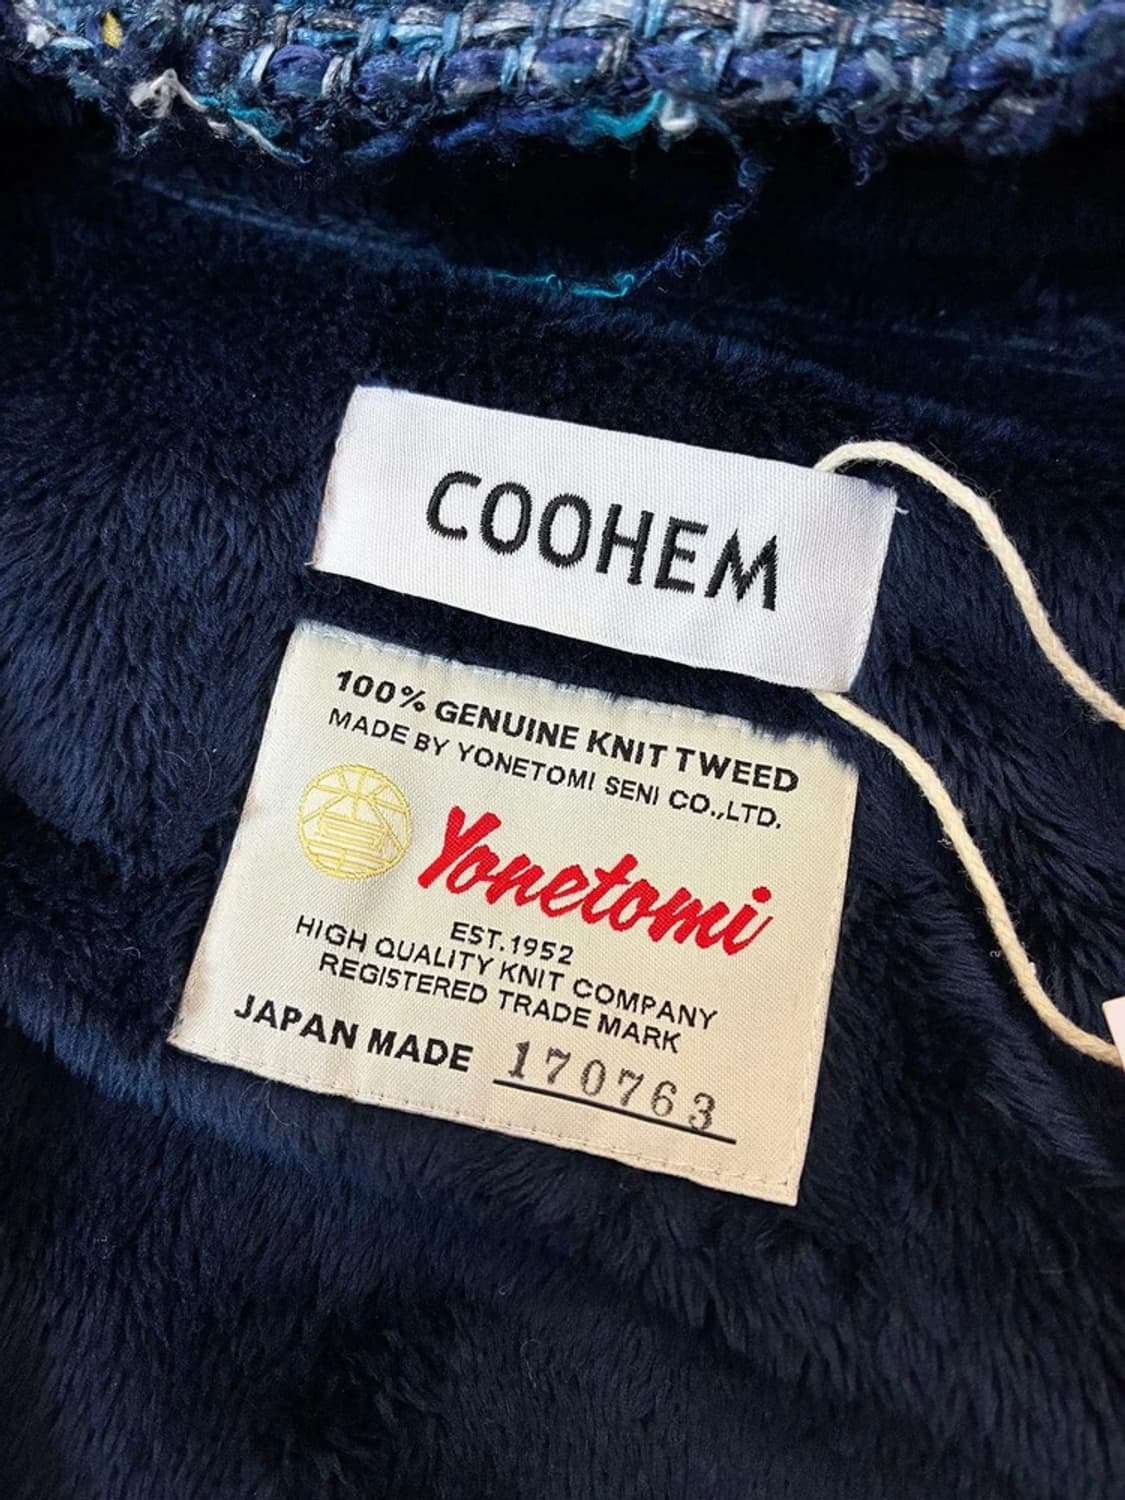 COOHEM
100% GENUINE KNIT TWEED
MADE BY YONETOMI SENI CO.,LTD.
Yonetomi
EST.1952
HIGH QUALITY KNIT COMPANY
REGISTERED TRADE MARK
JAPAN MADE 170763